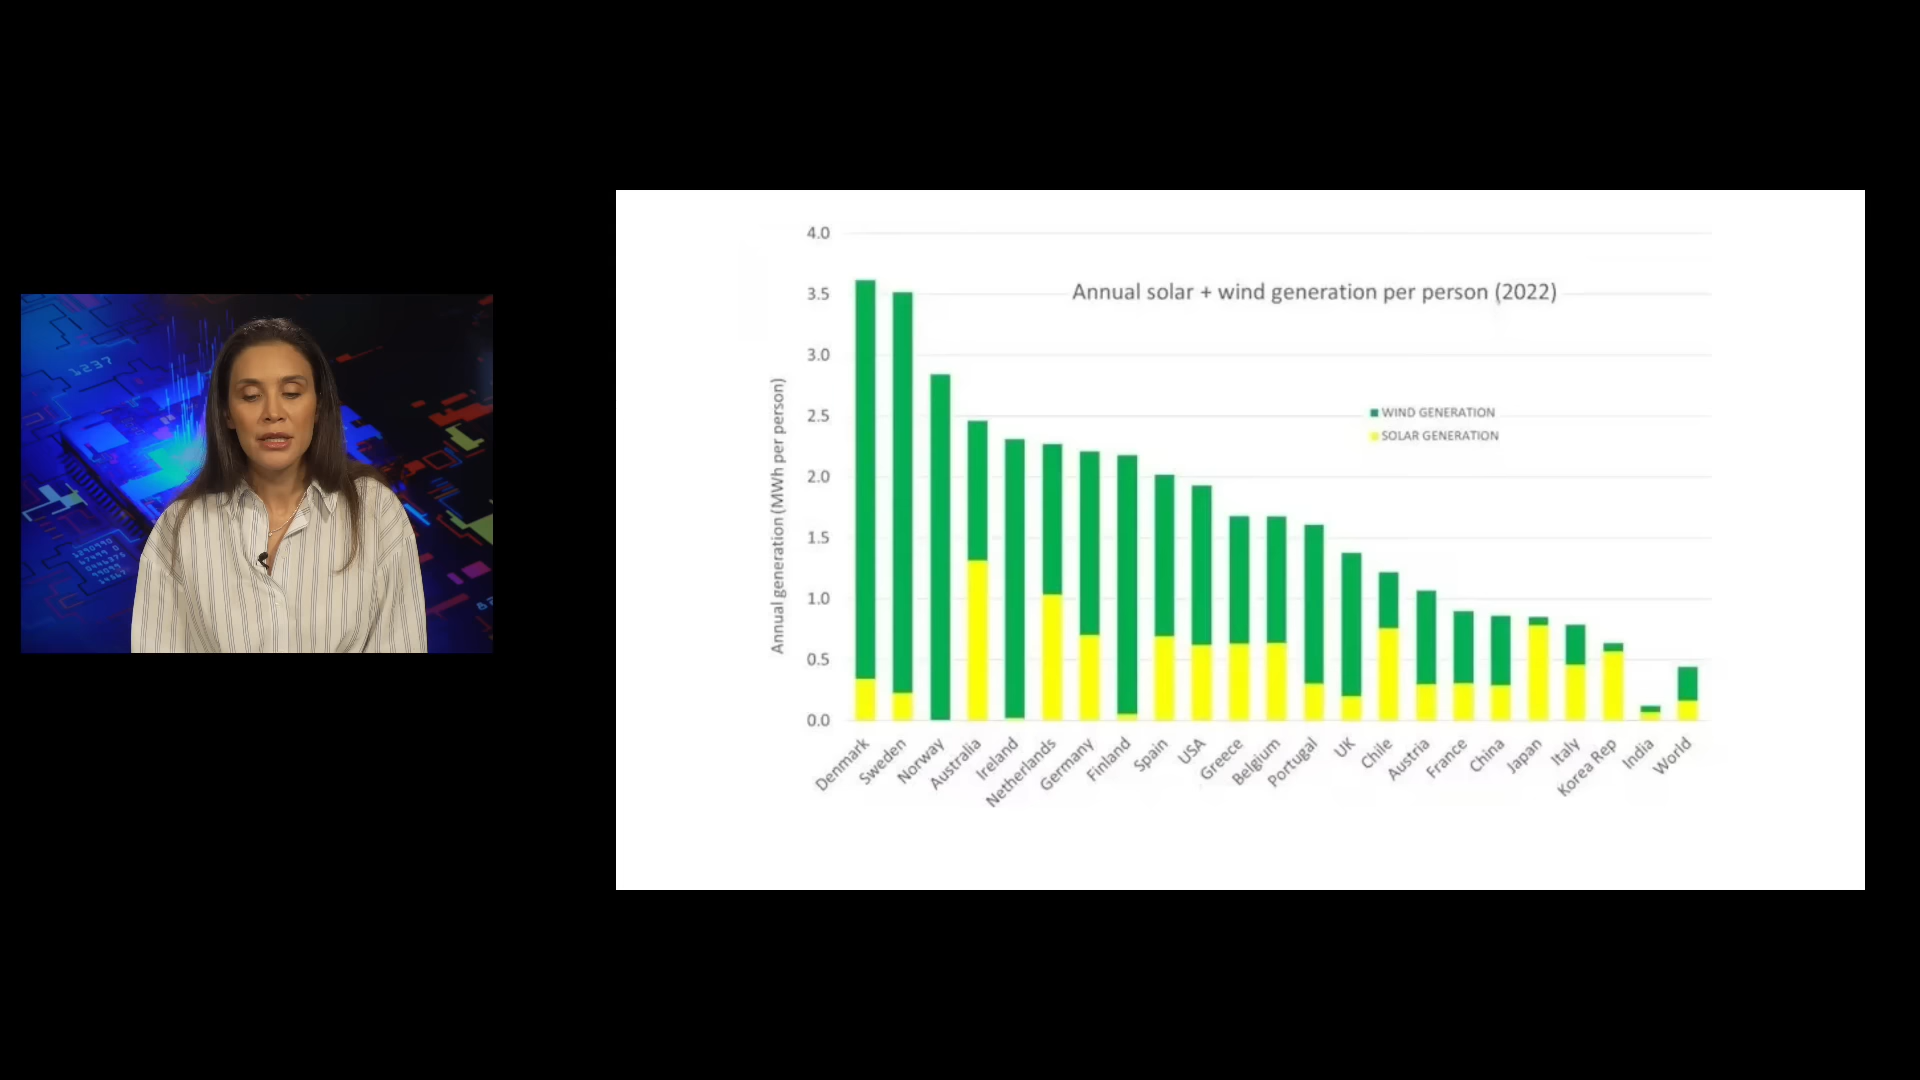 1237
Annual solar + wind generation per person (2022)
Annual generation (MWh per person)
4.0
3.5
3.0
2.5
2.0
1.5
1.0
0.5
0.0
WIND GENERATION
SOLAR GENERATION
Denmark
Sweden
Norway
Australia
Ireland
Netherlands
Germany
Finland
Spain
USA
Greece
Belgium
Portugal
UK
Chile
Austria
France
China
Japan
Italy
Korea Rep
India
World